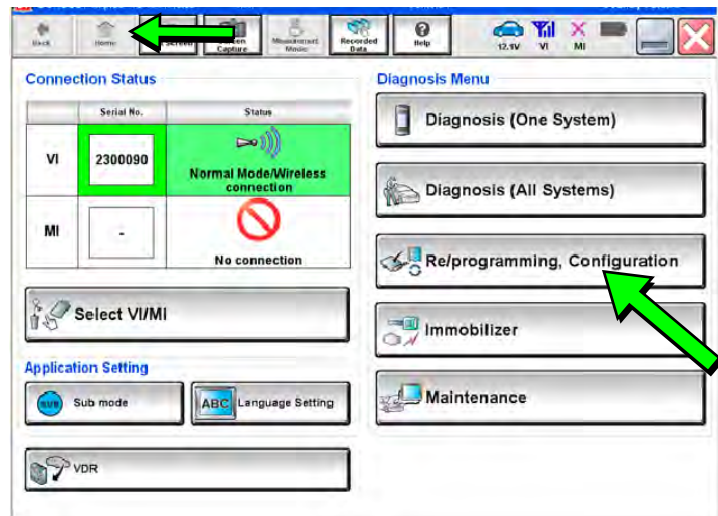 Back
Home
Screen
Capture
Measurement
Mode
Recorded
Data
Help
12.1V
VI
MI
Connection Status
Diagnosis Menu
Serial No.
Status
VI
2300090
Normal Mode/Wireless
connection
MI
-
No connection
Select VI/MI
Application Setting
SUB
Sub mode
ABC
Language Setting
VDR
Diagnosis (One System)
Diagnosis (All Systems)
Re/programming, Configuration
Immobilizer
Maintenance